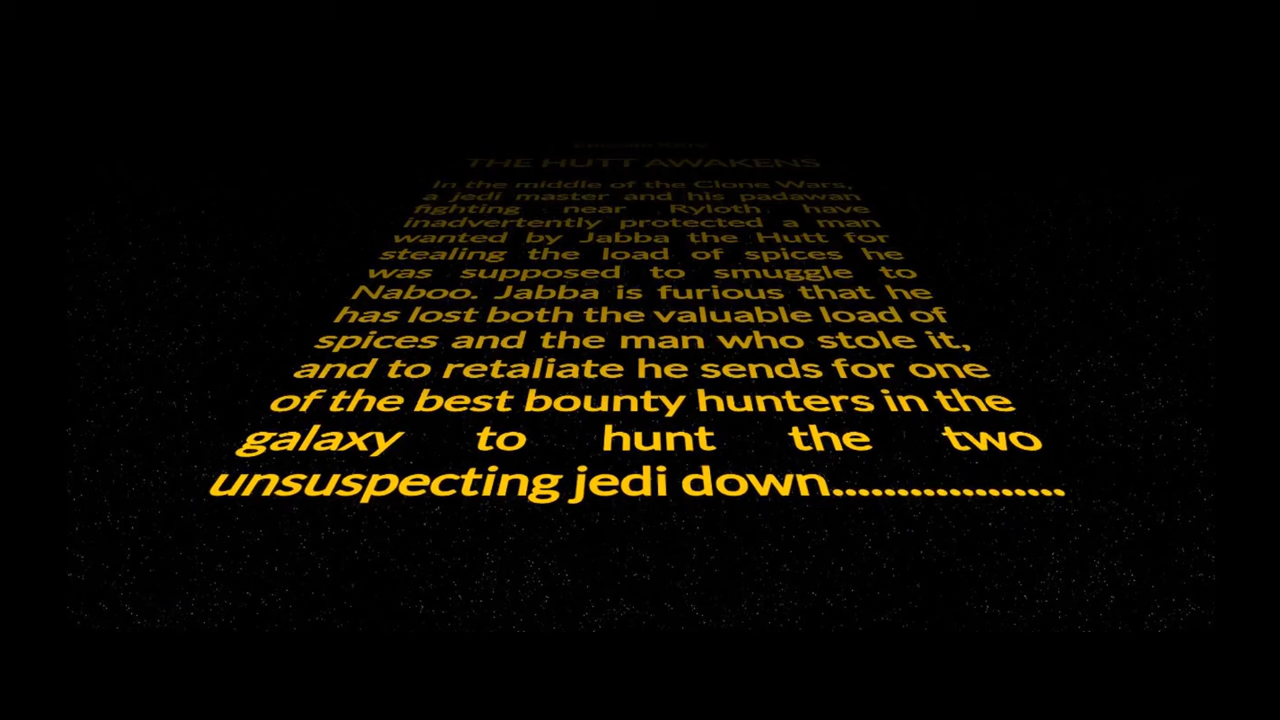 THE HUTT AWAKENS
In the middle of the Clone Wars,
a jedi master and his padawan
fighting near Ryloth have
inadvertently protected a man
wanted by Jabba the Hutt for
stealing the load of spices he
was supposed to smuggle to
Naboo. Jabba is furious that he
has lost both the valuable load of
spices and the man who stole it,
and to retaliate he sends for one
of the best bounty hunters in the
galaxy to hunt the two
unsuspecting jedi down..................